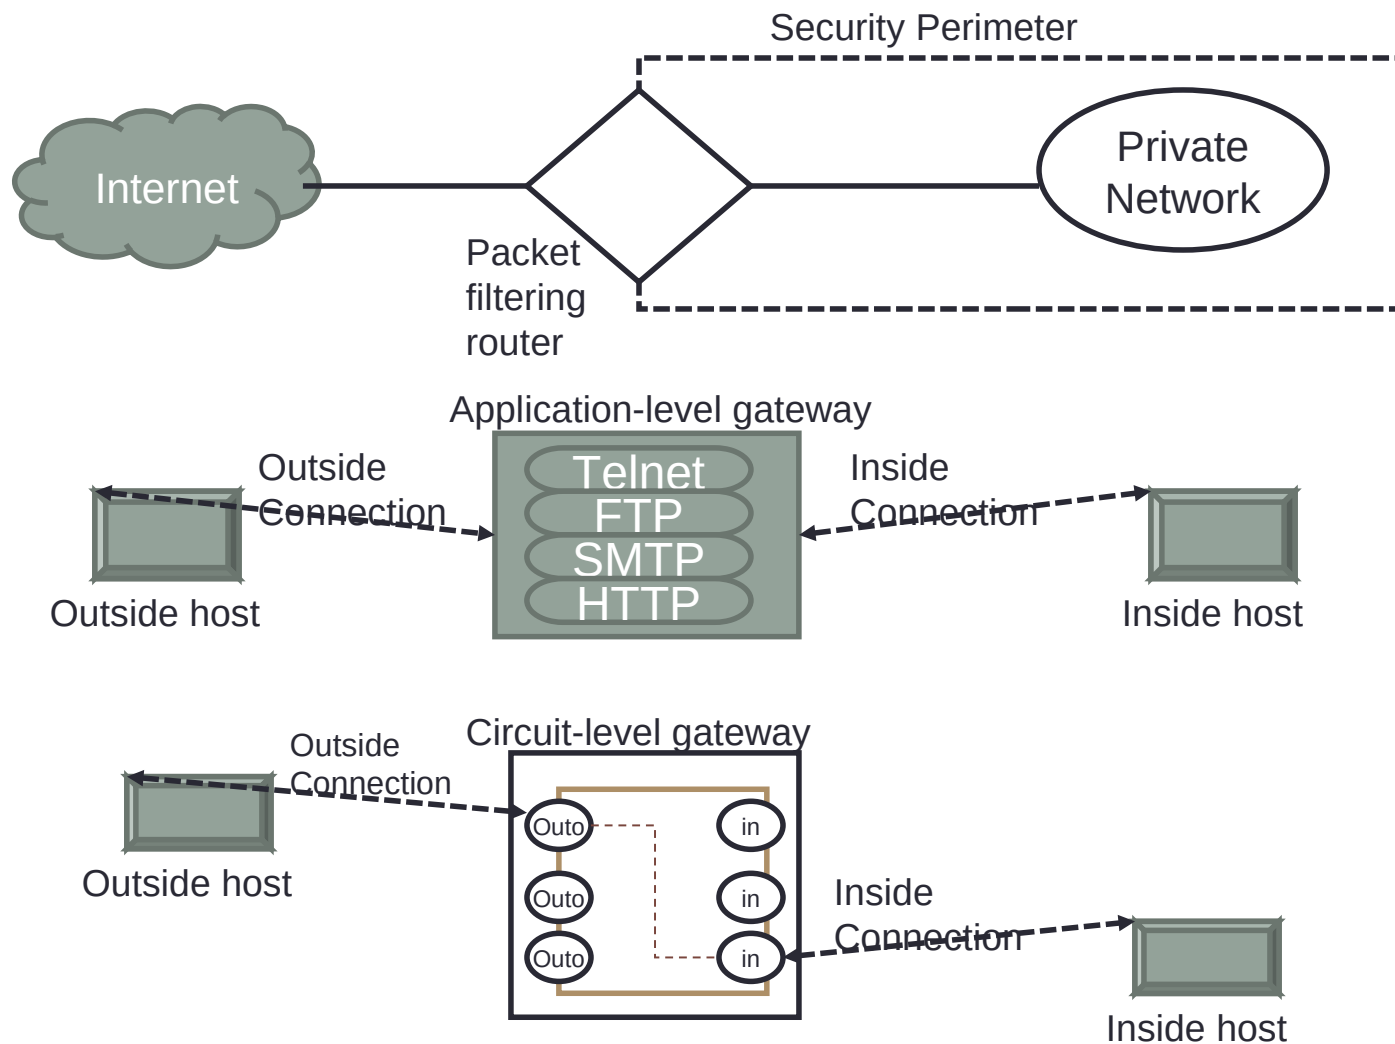 Security Perimeter
Internet
Private
Network
Packet
filtering
router
Application-level gateway
Outside
Connection
Telnet
FTP
SMTP
HTTP
Inside
Connection
Outside host
Inside host
Circuit-level gateway
Outside
Connection
Outo
in
Outo
in
Outo
in
Outside host
Inside
Connection
Inside host